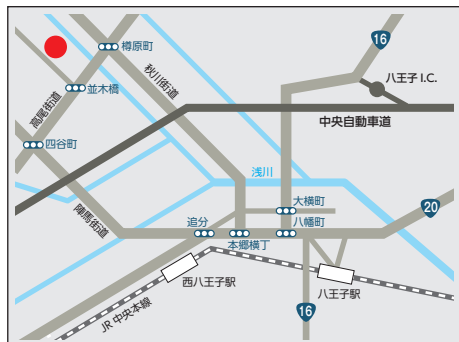 16
樽原町
秋川街道
八王子 I.C.
並木橋
高尾街道
中央自動車道
四谷町
浅川
陣馬街道
大横町
20
追分
八幡町
本郷横丁
西八王子駅
八王子駅
JR 中央本線
16